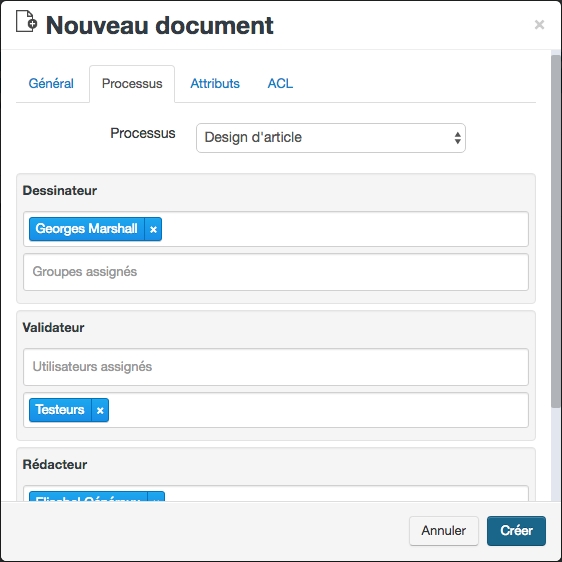 Nouveau document
×
Général Processus Attributs ACL
Processus Design d'article
Dessinateur
Georges Marshall ×
Groupes assignés
Validateur
Utilisateurs assignés
Testeurs ×
Rédacteur
Annuler Créer